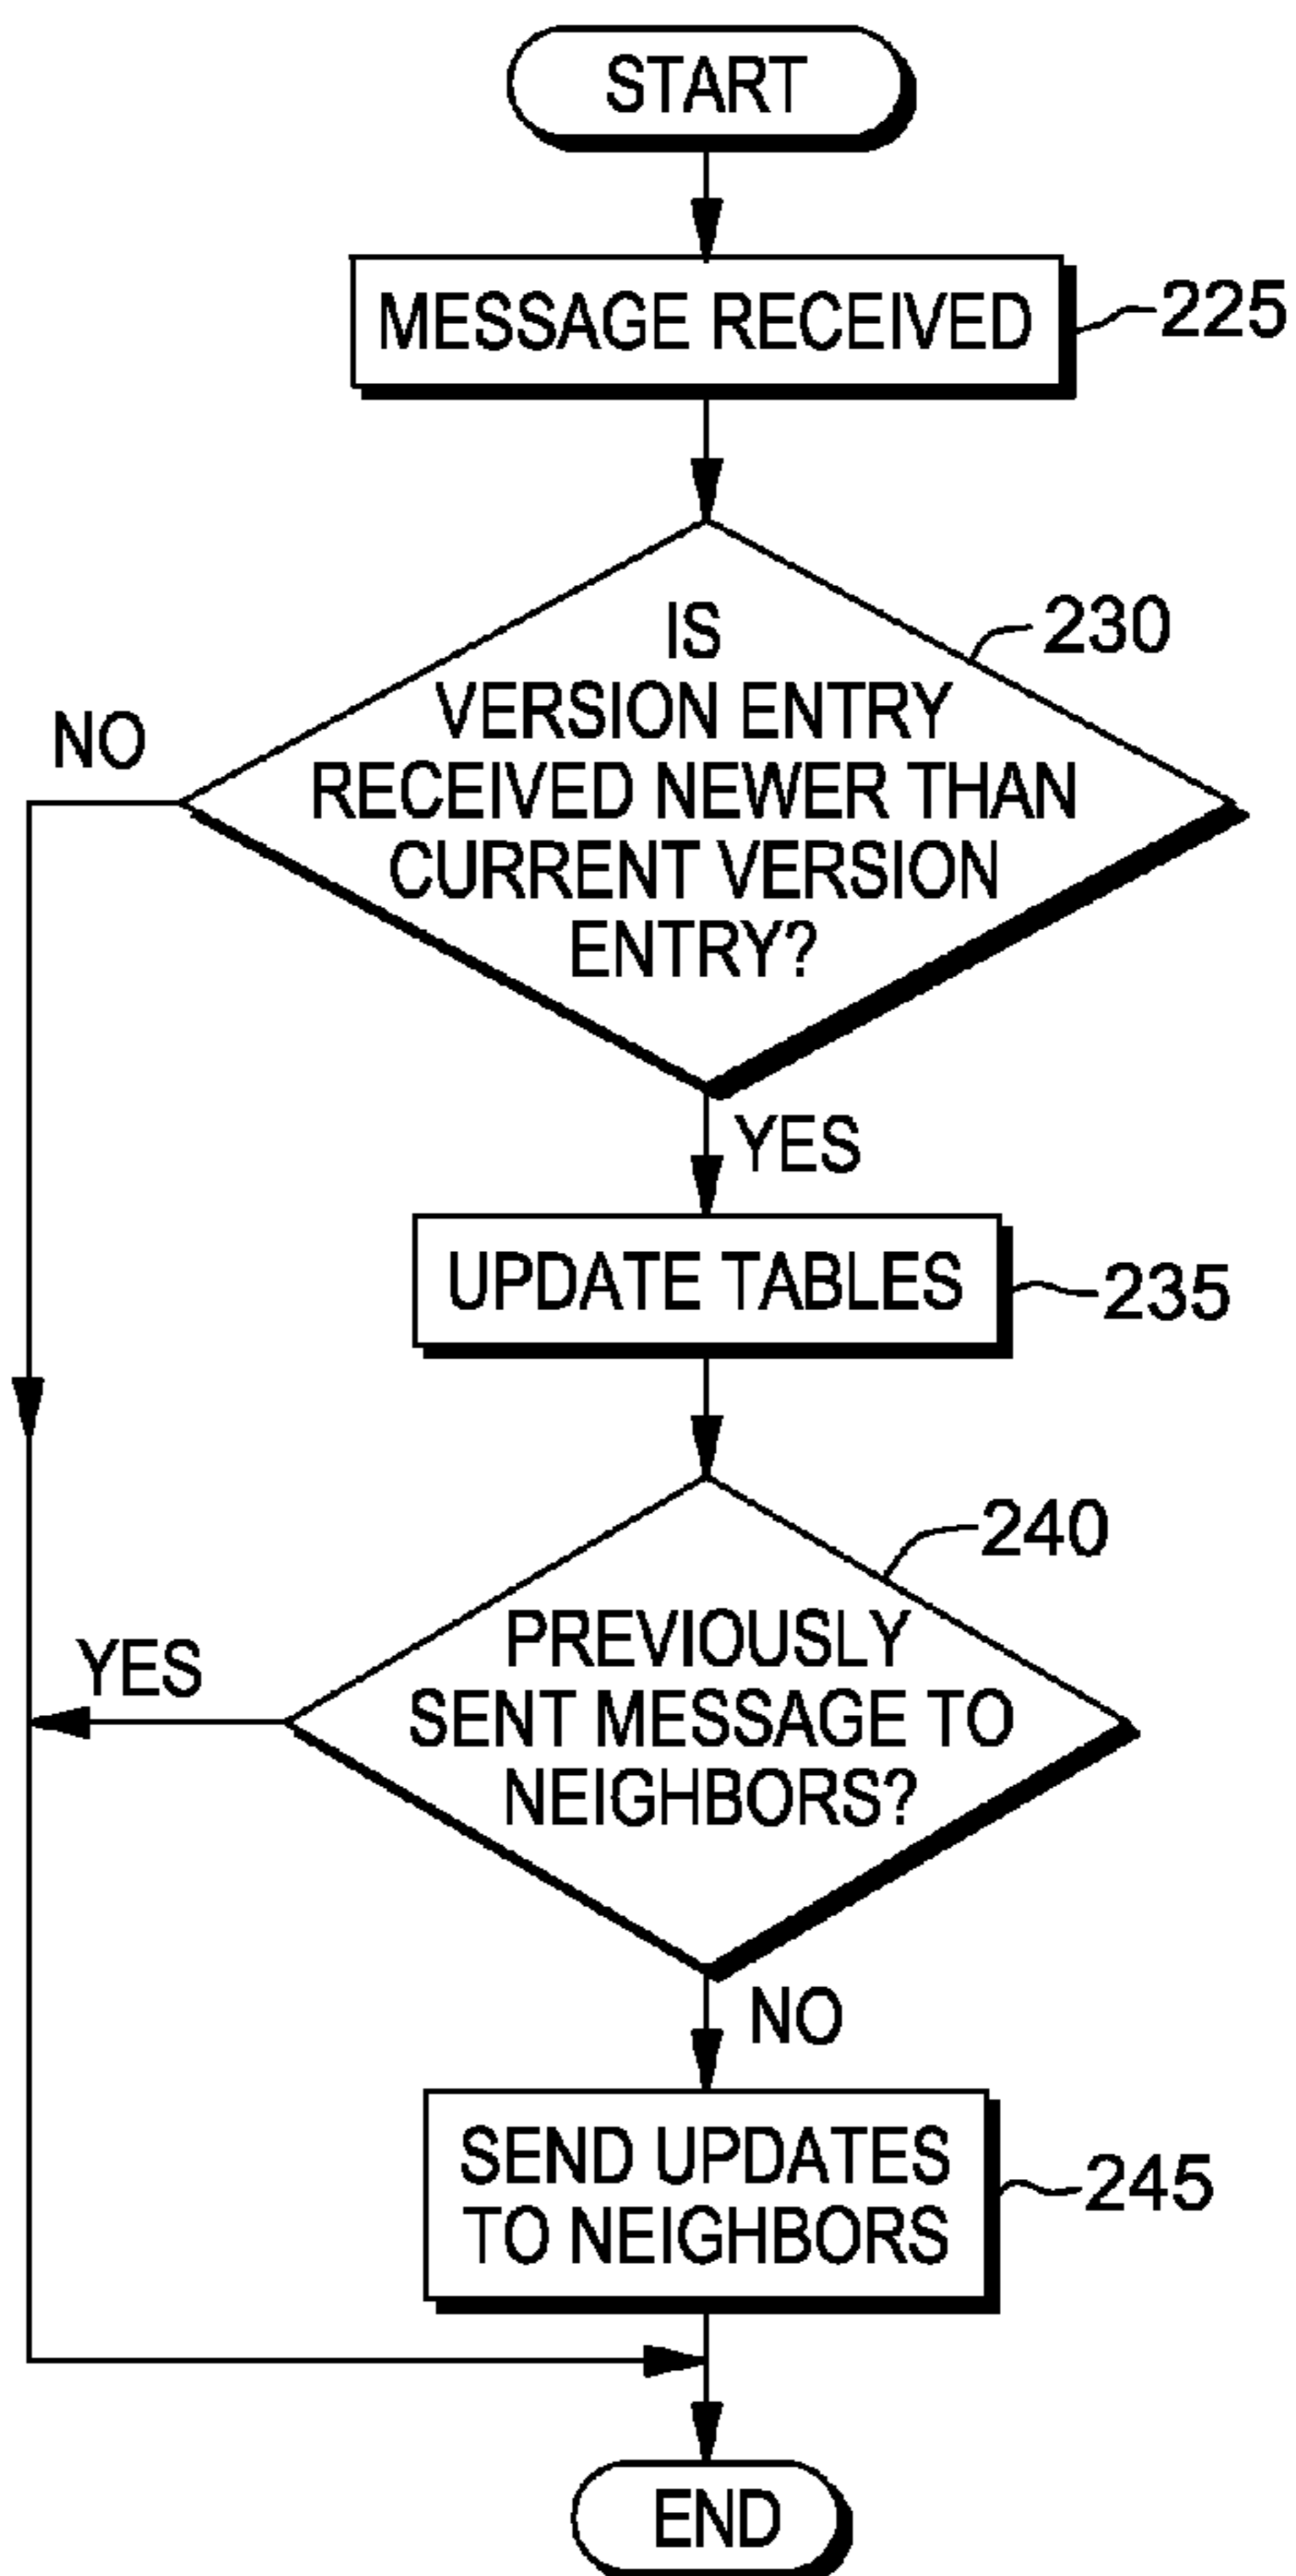 START
MESSAGE RECEIVED
225
IS
230
VERSION ENTRY
NO
RECEIVED NEWER THAN
CURRENT VERSION
ENTRY?
YES
UPDATE TABLES
235
240
PREVIOUSLY
YES
SENT MESSAGE TO
NEIGHBORS?
NO
SEND UPDATES
245
TO NEIGHBORS
END